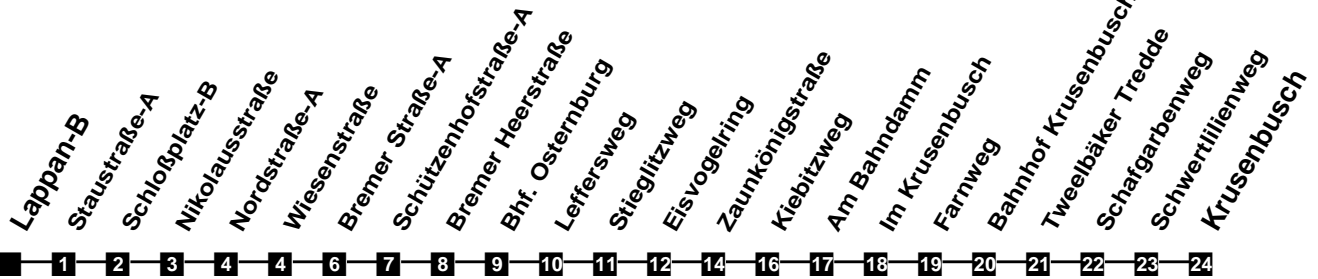 Lappan-B
Staustraße-A
Schloßplatz-B
Nikolausstraße
Nordstraße-A
Wiesenstraße
Bremer Straße-A
Schützenhofstraße-A
Bremer Heerstraße
Bhf. Osternburg
Leffersweg
Stieglitzweg
Eisvogelring
Zaunkönigstraße
Kiebitzweg
Am Bahndamm
Im Krusenbusch
Farnweg
Bahnhof Krusenbusch
Tweelbäker Tredde
Schafgarbenweg
Schwertlilienweg
Krusenbusch
1 2 3 4 4 6 7 8 9 10 11 12 14 16 17 18 19 20 21 22 23 24